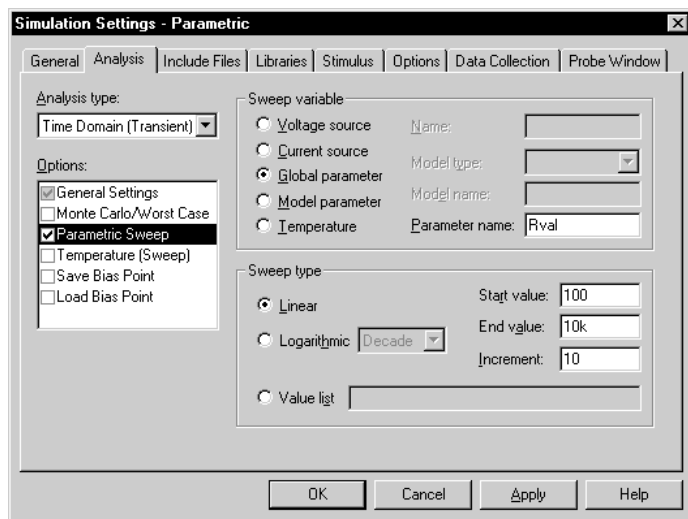 Simulation Settings - Parametric
General Analysis Include Files Libraries Stimulus Options Data Collection Probe Window
Analysis type:
Time Domain (Transient)
Options:
General Settings
Monte Carlo/Worst Case
Parametric Sweep
Temperature (Sweep)
Save Bias Point
Load Bias Point
Sweep variable
Voltage source
Current source
Global parameter
Model parameter
Temperature
Name:
Model type:
Model name:
Parameter name: Rval
Sweep type
Linear
Logarithmic Decade
Value list
Start value: 100
End value: 10k
Increment: 10
OK Cancel Apply Help